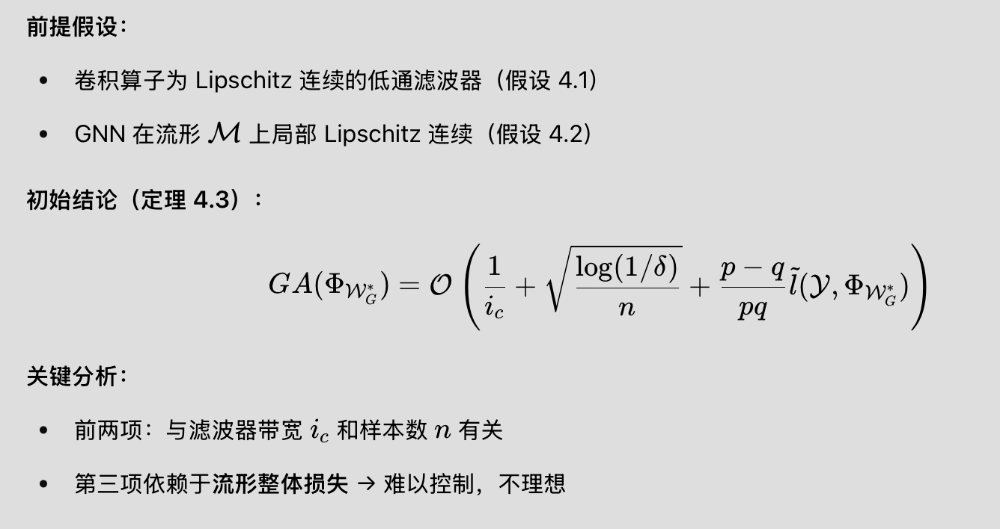 前提假设：
• 卷积算子为 Lipschitz 连续的低通滤波器（假设 4.1）
• GNN 在流形 $\mathcal{M}$ 上局部 Lipschitz 连续（假设 4.2）
初始结论（定理 4.3）：
$GA(\Phi_{\mathcal{W}_G^*}) = \mathcal{O}\left(\frac{1}{i_c} + \sqrt{\frac{\log(1/\delta)}{n}} + \frac{p-q}{pq}\tilde{l}(\mathcal{Y}, \Phi_{\mathcal{W}_G^*})\right)$
关键分析：
• 前两项：与滤波器带宽 $i_c$ 和样本数 $n$ 有关
• 第三项依赖于流形整体损失 → 难以控制，不理想